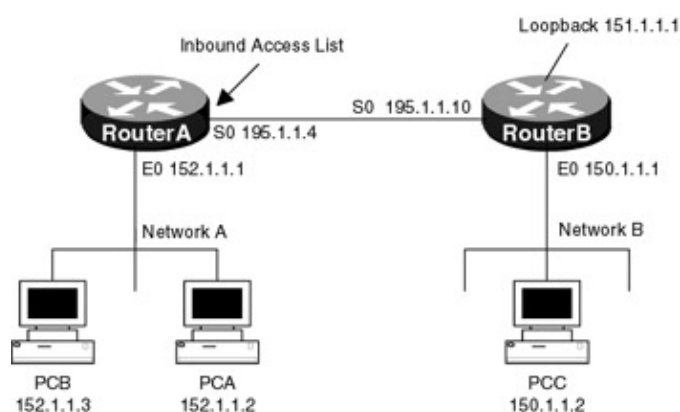 Loopback 151.1.1.1
Inbound Access List
S0 195.1.1.10
RouterA
S0 195.1.1.4
RouterB
E0 152.1.1.1
E0 150.1.1.1
Network A
Network B
PCB
152.1.1.3
PCA
152.1.1.2
PCC
150.1.1.2